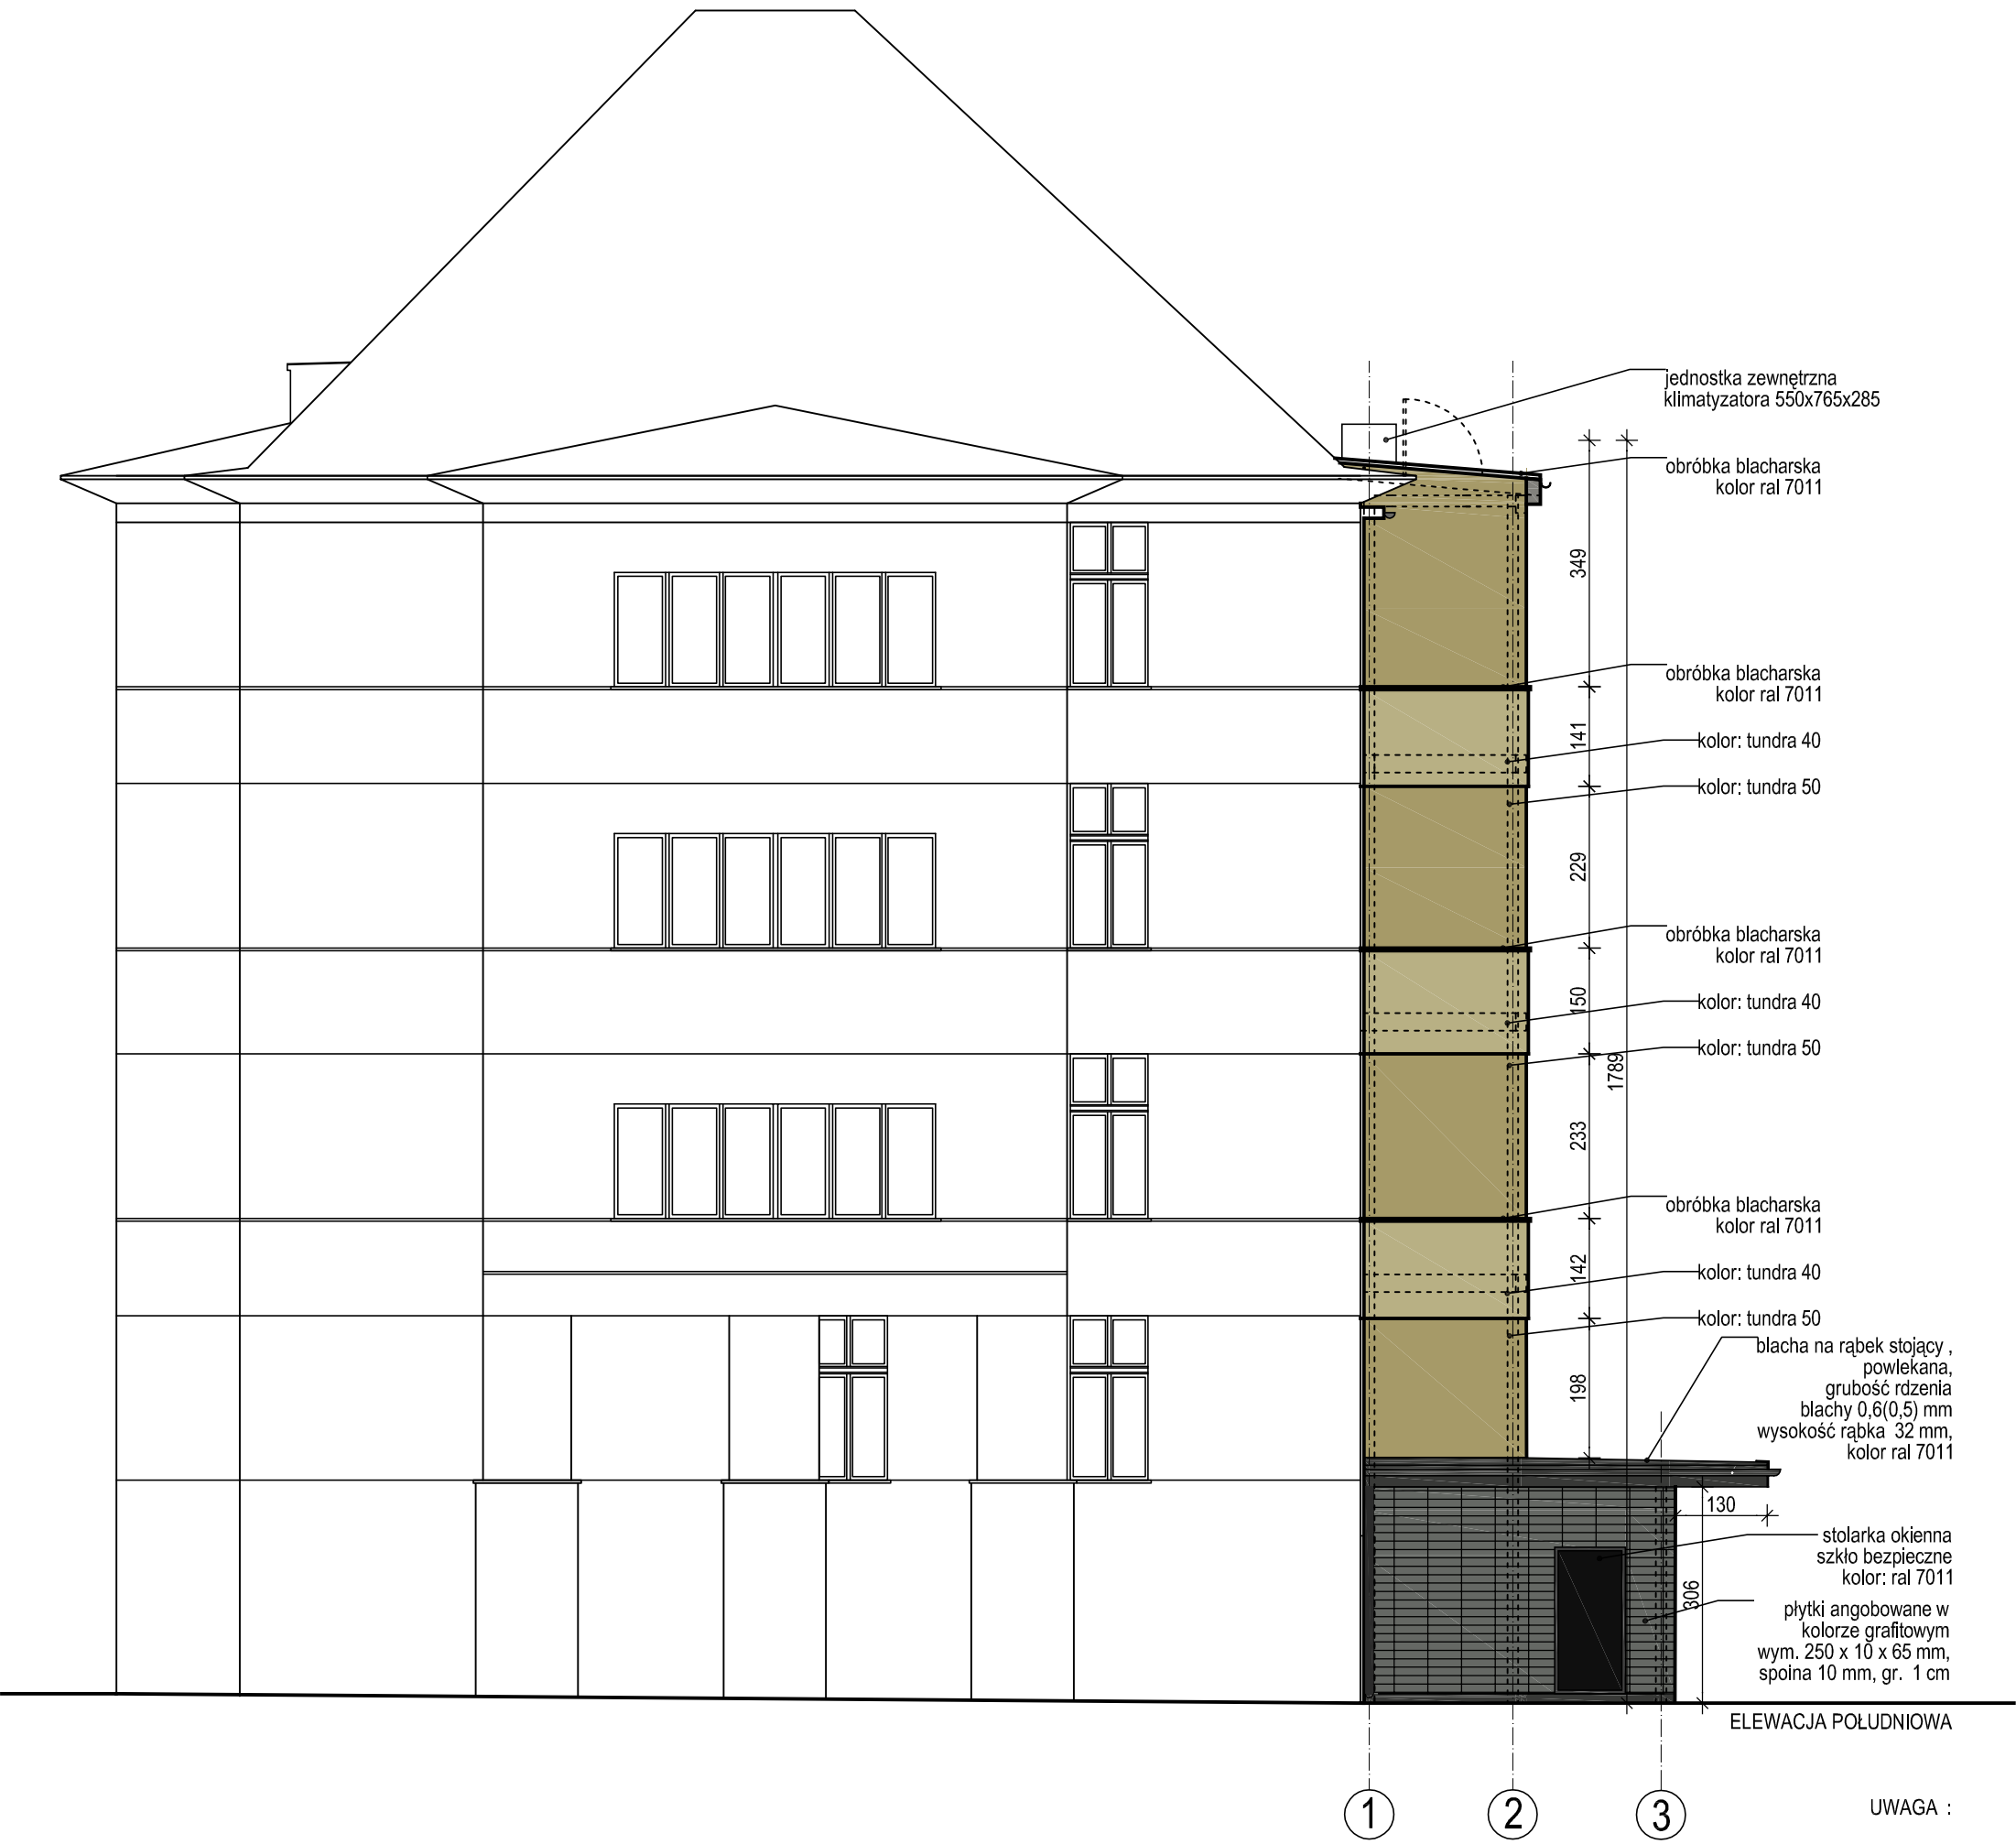 jednostka zewnętrzna
klimatyzatora 550x765x285
obróbka blacharska
kolor ral 7011
349
obróbka blacharska
kolor ral 7011
141
kolor: tundra 40
kolor: tundra 50
229
obróbka blacharska
kolor ral 7011
150
kolor: tundra 40
kolor: tundra 50
1789
233
obróbka blacharska
kolor ral 7011
142
kolor: tundra 40
kolor: tundra 50
198
blacha na rąbek stojący ,
powlekana,
grubość rdzenia
blachy 0,6(0,5) mm
wysokość rąbka 32 mm,
kolor ral 7011
130
stolarka okienna
szkło bezpieczne
kolor: ral 7011
306
płytki angobowane w
kolorze grafitowym
wym. 250 x 10 x 65 mm,
spoina 10 mm, gr. 1 cm
ELEWACJA POŁUDNIOWA
1 2 3
UWAGA :